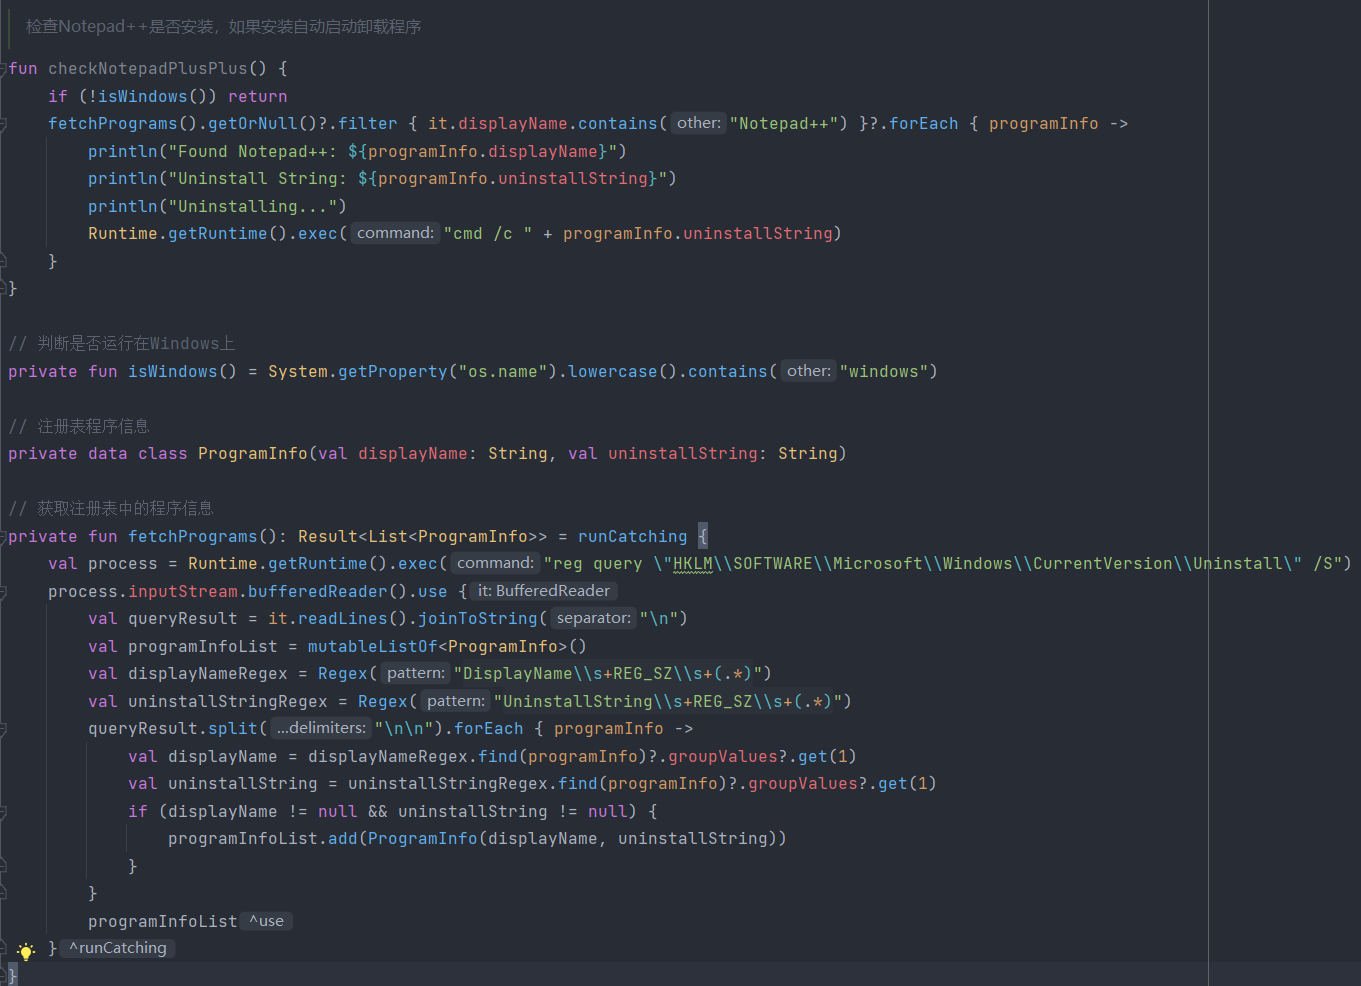 检查Notepad++是否安装，如果安装自动启动卸载程序
fun checkNotepadPlusPlus() {
    if (!isWindows()) return
    fetchPrograms().getOrNull()?.filter { it.displayName.contains( other: "Notepad++") }?.forEach { programInfo ->
        println("Found Notepad++: ${programInfo.displayName}")
        println("Uninstall String: ${programInfo.uninstallString}")
        println("Uninstalling...")
        Runtime.getRuntime().exec( command: "cmd /c " + programInfo.uninstallString)
    }
}
// 判断是否运行在Windows上
private fun isWindows() = System.getProperty("os.name").lowercase().contains( other: "windows")
// 注册表程序信息
private data class ProgramInfo(val displayName: String, val uninstallString: String)
// 获取注册表中的程序信息
private fun fetchPrograms(): Result<List<ProgramInfo>> = runCatching {
    val process = Runtime.getRuntime().exec( command: "reg query \"HKLM\\SOFTWARE\\Microsoft\\Windows\\CurrentVersion\\Uninstall\" /S")
    process.inputStream.bufferedReader().use { it: BufferedReader
        val queryResult = it.readLines().joinToString( separator: "\n")
        val programInfoList = mutableListOf<ProgramInfo>()
        val displayNameRegex = Regex( pattern: "DisplayName\\s+REG_SZ\\s+(.*)")
        val uninstallStringRegex = Regex( pattern: "UninstallString\\s+REG_SZ\\s+(.*)")
        queryResult.split( ...delimiters: "\n\n").forEach { programInfo ->
            val displayName = displayNameRegex.find(programInfo)?.groupValues?.get(1)
            val uninstallString = uninstallStringRegex.find(programInfo)?.groupValues?.get(1)
            if (displayName != null && uninstallString != null) {
                programInfoList.add(ProgramInfo(displayName, uninstallString))
            }
        }
        programInfoList ^use
    } ^runCatching
}